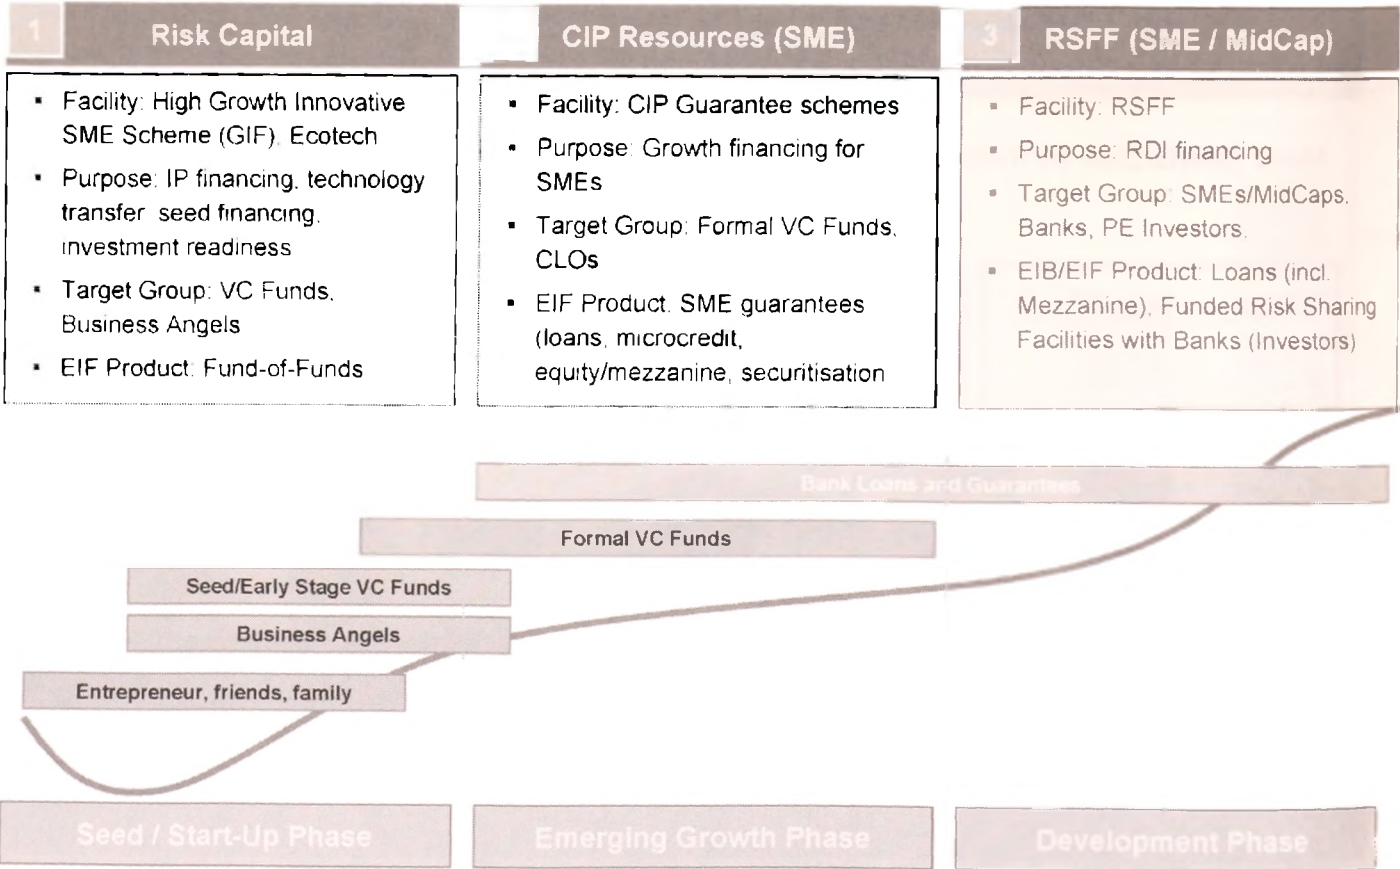 1 Risk Capital
▪ Facility: High Growth Innovative
SME Scheme (GIF), Ecotech
▪ Purpose: IP financing, technology
transfer seed financing,
investment readiness
▪ Target Group: VC Funds,
Business Angels
▪ EIF Product: Fund-of-Funds
CIP Resources (SME)
▪ Facility: CIP Guarantee schemes
▪ Purpose: Growth financing for
SMEs
▪ Target Group: Formal VC Funds,
CLOs
▪ EIF Product. SME guarantees
(loans, microcredit,
equity/mezzanine, securitisation
3 RSFF (SME / MidCap)
▪ Facility: RSFF
▪ Purpose: RDI financing
▪ Target Group: SMEs/MidCaps,
Banks, PE Investors.
▪ EIB/EIF Product: Loans (incl.
Mezzanine), Funded Risk Sharing
Facilities with Banks (Investors)
Bank Loans and Guarantees
Formal VC Funds
Seed/Early Stage VC Funds
Business Angels
Entrepreneur, friends, family
Seed / Start-Up Phase
Emerging Growth Phase
Development Phase